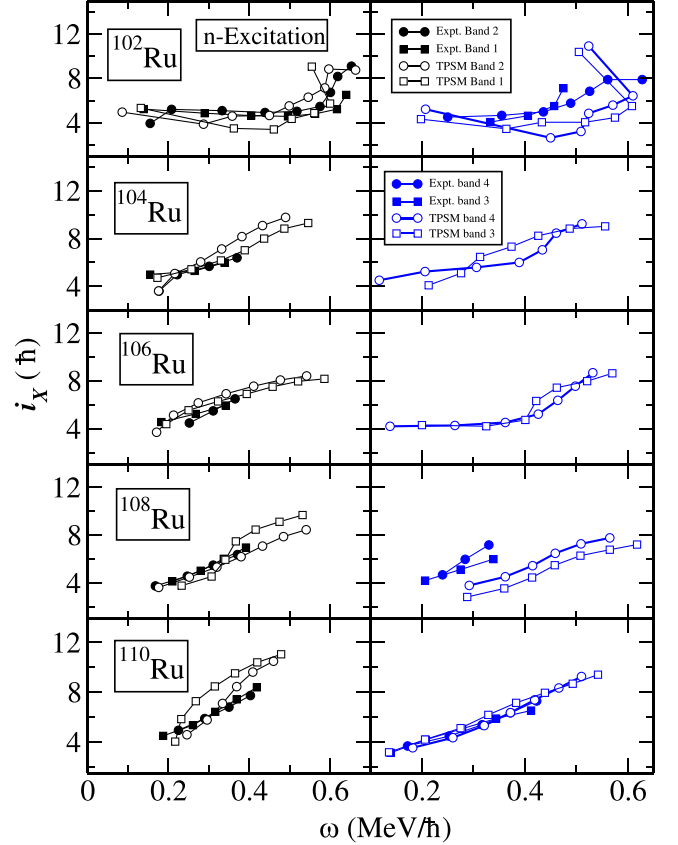 12
8
4
¹⁰²Ru
n-Excitation
Expt. Band 2
Expt. Band 1
TPSM Band 2
TPSM Band 1
12
8
4
¹⁰⁴Ru
Expt. band 4
Expt. band 3
TPSM band 4
TPSM band 3
i_X (ħ)
12
8
4
¹⁰⁶Ru
12
8
4
¹⁰⁸Ru
12
8
4
¹¹⁰Ru
0 0.2 0.4 0.6 0.2 0.4 0.6
ω (MeV/ħ)
ω (MeV/ħ)